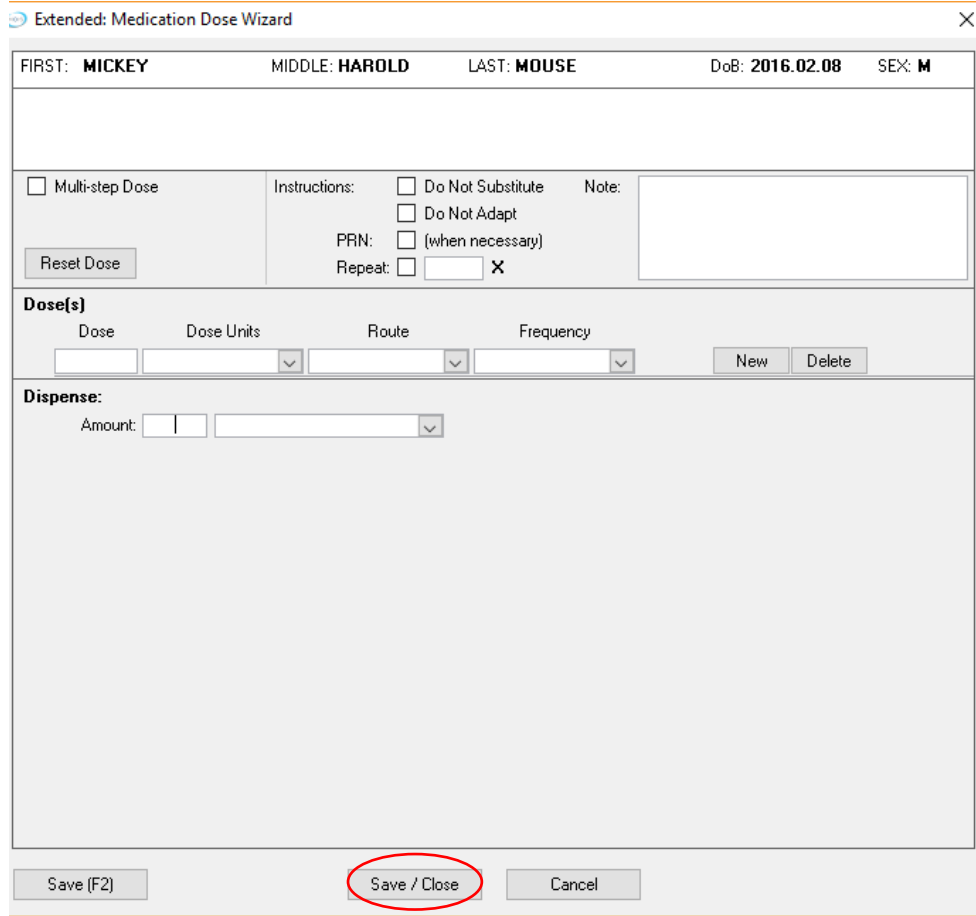 Extended: Medication Dose Wizard
FIRST: MICKEY MIDDLE: HAROLD LAST: MOUSE DoB: 2016.02.08 SEX: M
Multi-step Dose Instructions: Do Not Substitute Note:
Do Not Adapt
PRN: (when necessary)
Reset Dose Repeat: X
Dose(s)
Dose Dose Units Route Frequency
New Delete
Dispense:
Amount:
Save (F2) Save / Close Cancel